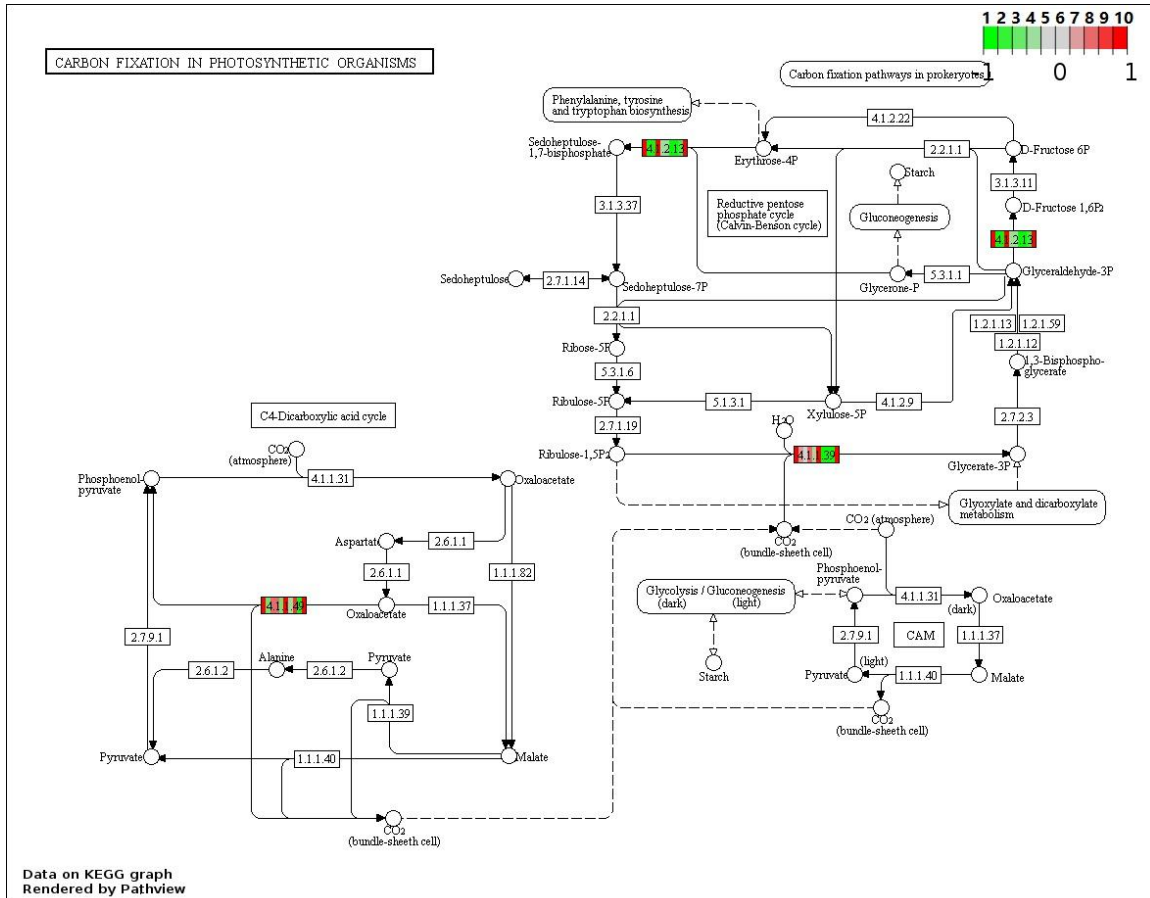 1 2 3 4 5 6 7 8 9 10
1 0 1
CARBON FIXATION IN PHOTOSYNTHETIC ORGANISMS
Carbon fixation pathways in prokaryotes
Phenylalanine, tyrosine
and tryptophan biosynthesis
4.1.2.22
Sedoheptulose-
1,7-bisphosphate
4.1.2.13
Erythrose-4P
2.2.1.1
D-Fructose 6P
Starch
3.1.3.11
3.1.3.37
Reductive pentose
phosphate cycle
(Calvin-Benson cycle)
Gluconeogenesis
D-Fructose 1,6P2
4.1.2.13
Sedoheptulose
2.7.1.14
Sedoheptulose-7P
Glycerone-P
5.3.1.1
Glyceraldehyde-3P
2.2.1.1
1.2.1.13
1.2.1.59
1.2.1.12
Ribose-5P
1,3-Bisphospho-
glycerate
5.3.1.6
Ribulose-5P
5.1.3.1
Xylulose-5P
4.1.2.9
2.7.1.19
H2O
2.7.2.3
Ribulose-1,5P2
4.1.1.39
Glycerate-3P
Glyoxylate and dicarboxylate
metabolism
C4-Dicarboxylic acid cycle
CO2
(atmosphere)
Phosphoenol
pyruvate
4.1.1.31
Oxaloacetate
Aspartate
2.6.1.1
2.6.1.1
1.1.1.82
4.1.1.49
Oxaloacetate
1.1.1.37
2.7.9.1
Alanine
Pyruvate
2.6.1.2
2.6.1.2
1.1.1.39
Pyruvate
1.1.1.40
Malate
CO2
(bundle-sheeth cell)
CO2 (atmosphere)
CO2
(bundle-sheeth cell)
Phosphoenol-
pyruvate
Glycolysis / Gluconeogenesis
(dark) (light)
4.1.1.31
(dark)
Oxaloacetate
2.7.9.1
CAM
1.1.1.37
Starch
(light)
Pyruvate
1.1.1.40
Malate
CO2
(bundle-sheeth cell)
Data on KEGG graph
Rendered by Pathview